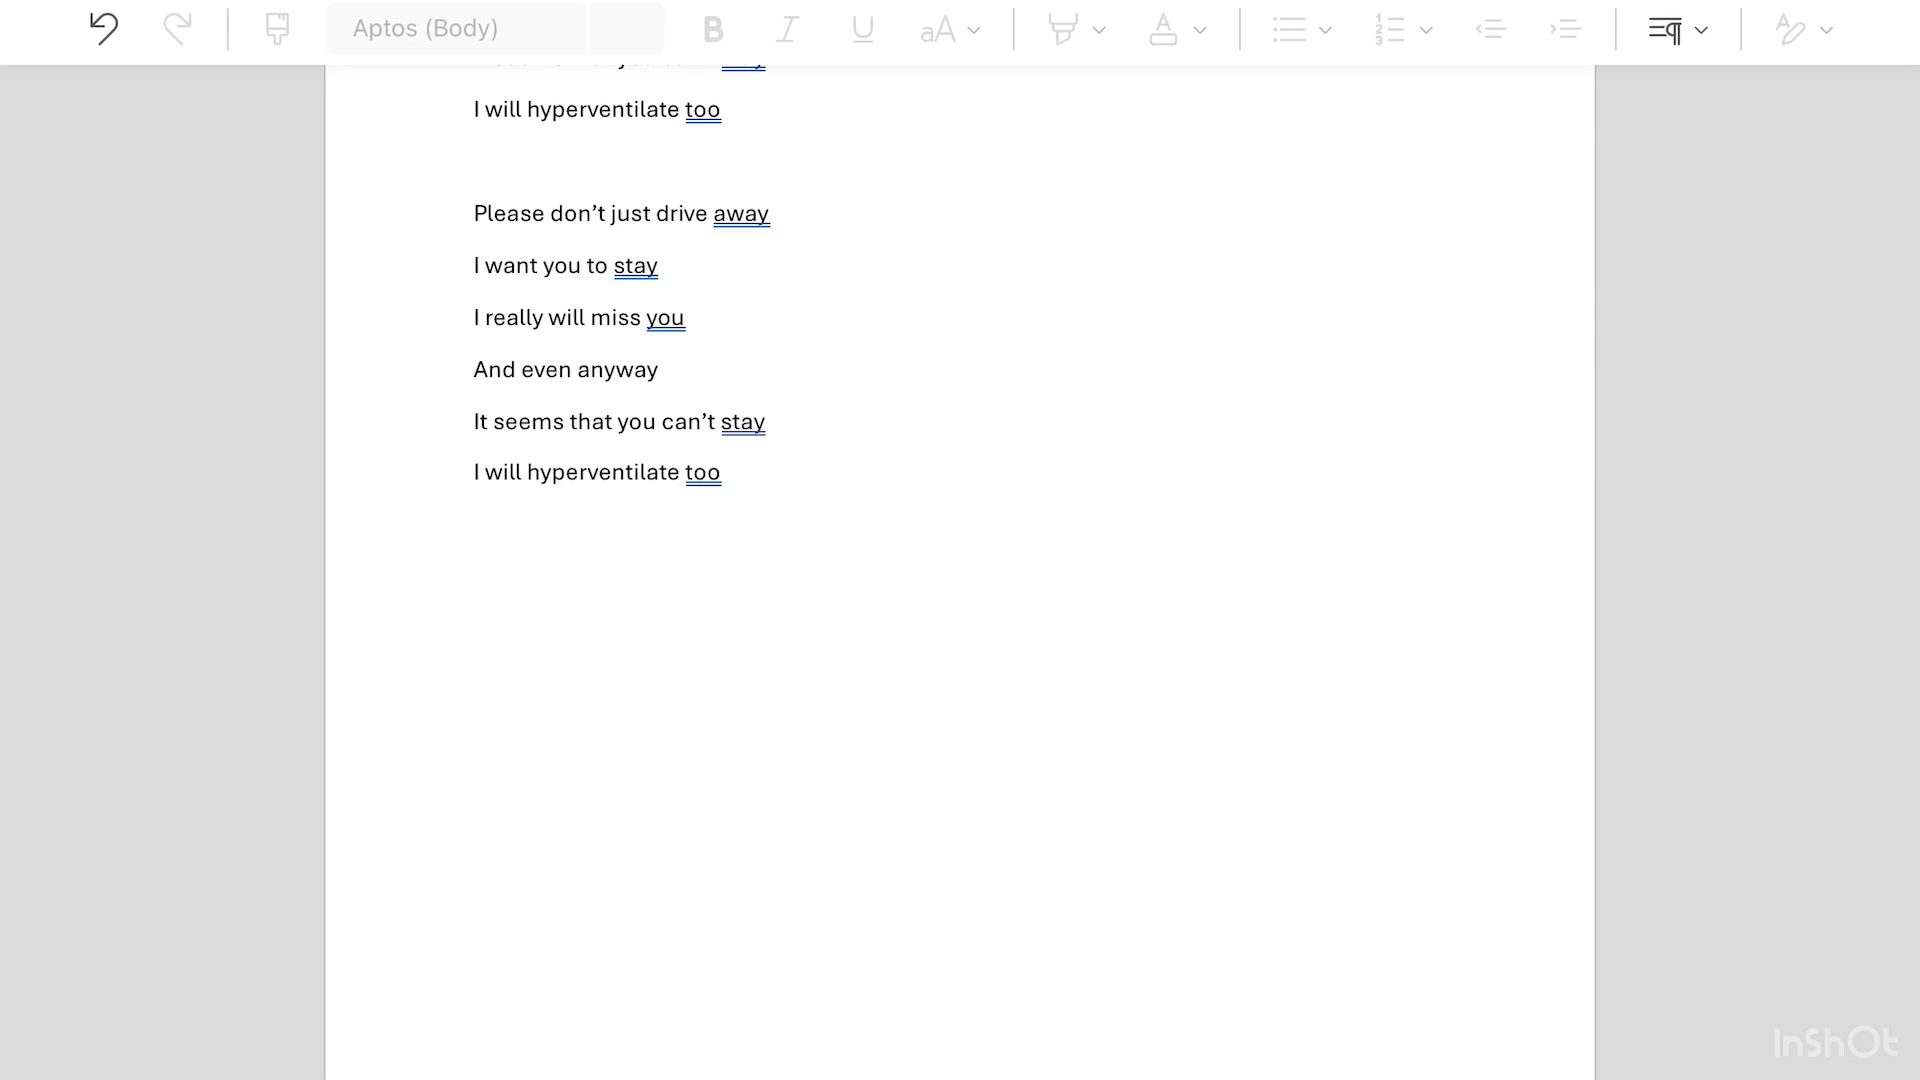 Aptos (Body)
stay
I will hyperventilate too
Please don’t just drive away
I want you to stay
I really will miss you
And even anyway
It seems that you can’t stay
I will hyperventilate too
InShOt